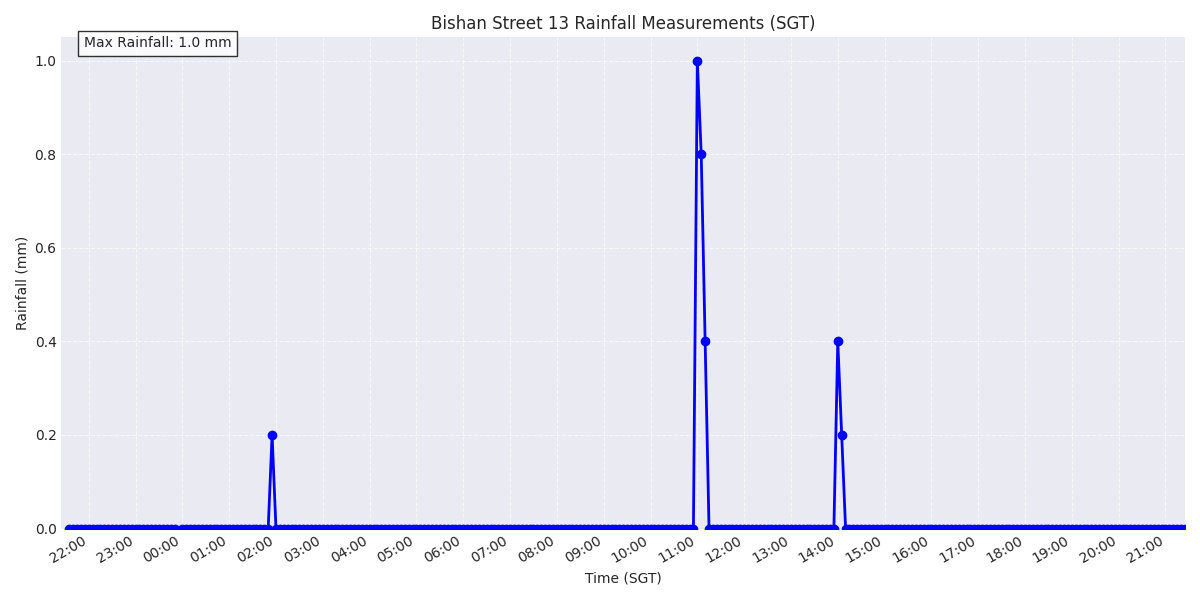 Bishan Street 13 Rainfall Measurements (SGT)
Max Rainfall: 1.0 mm
1.0
0.8
0.6
0.4
0.2
0.0
Rainfall (mm)
22:00 23:00 00:00 01:00 02:00 03:00 04:00 05:00 06:00 07:00 08:00 09:00 10:00 11:00 12:00 13:00 14:00 15:00 16:00 17:00 18:00 19:00 20:00 21:00
Time (SGT)